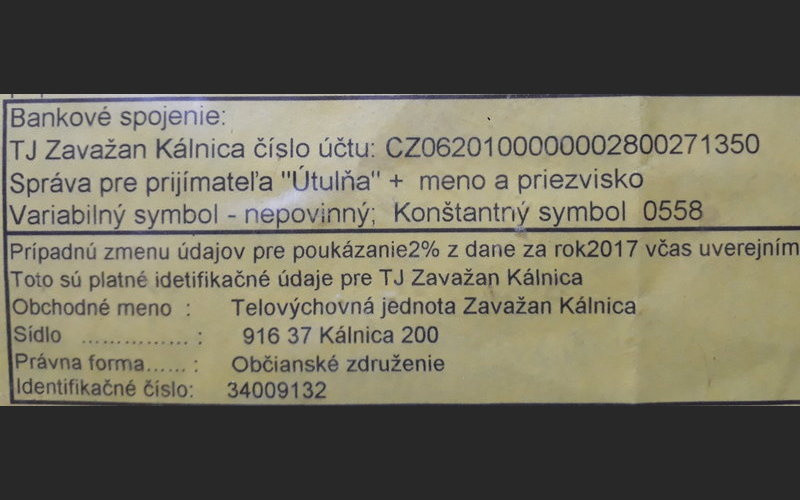 Bankové spojenie:
TJ Zavažan Kálnica číslo účtu: CZ0620100000002800271350
Správa pre prijímateľa "Útulňa" + meno a priezvisko
Variabilný symbol - nepovinný; Konštantný symbol 0558
Prípadnú zmenu údajov pre poukázanie2% z dane za rok2017 včas uverejním
Toto sú platné idetifikačné údaje pre TJ Zavažan Kálnica
Obchodné meno : Telovýchovná jednota Zavažan Kálnica
Sídlo ............... : 916 37 Kálnica 200
Právna forma...... : Občianské združenie
Identifikačné číslo: 34009132